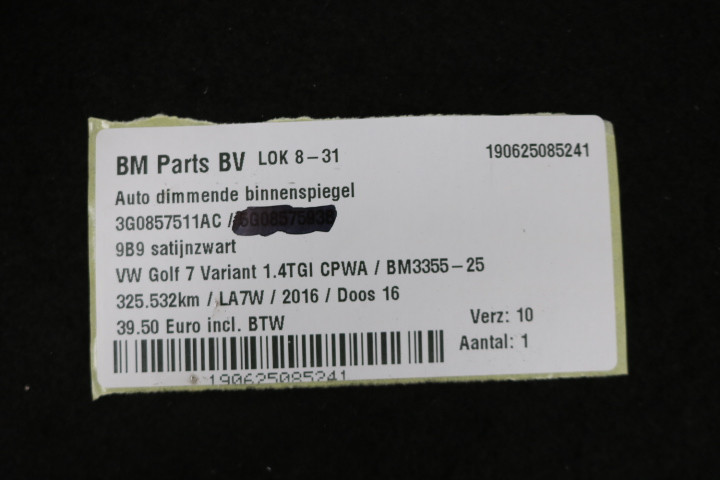 BM Parts BV LOK 8-31 190625085241
Auto dimmende binnenspiegel
3G0857511AC /
9B9 satijnzwart
VW Golf 7 Variant 1.4TGI CPWA / BM3355-25
325.532km / LA7W / 2016 / Doos 16
39.50 Euro incl. BTW Verz: 10
Aantal: 1
190625085241